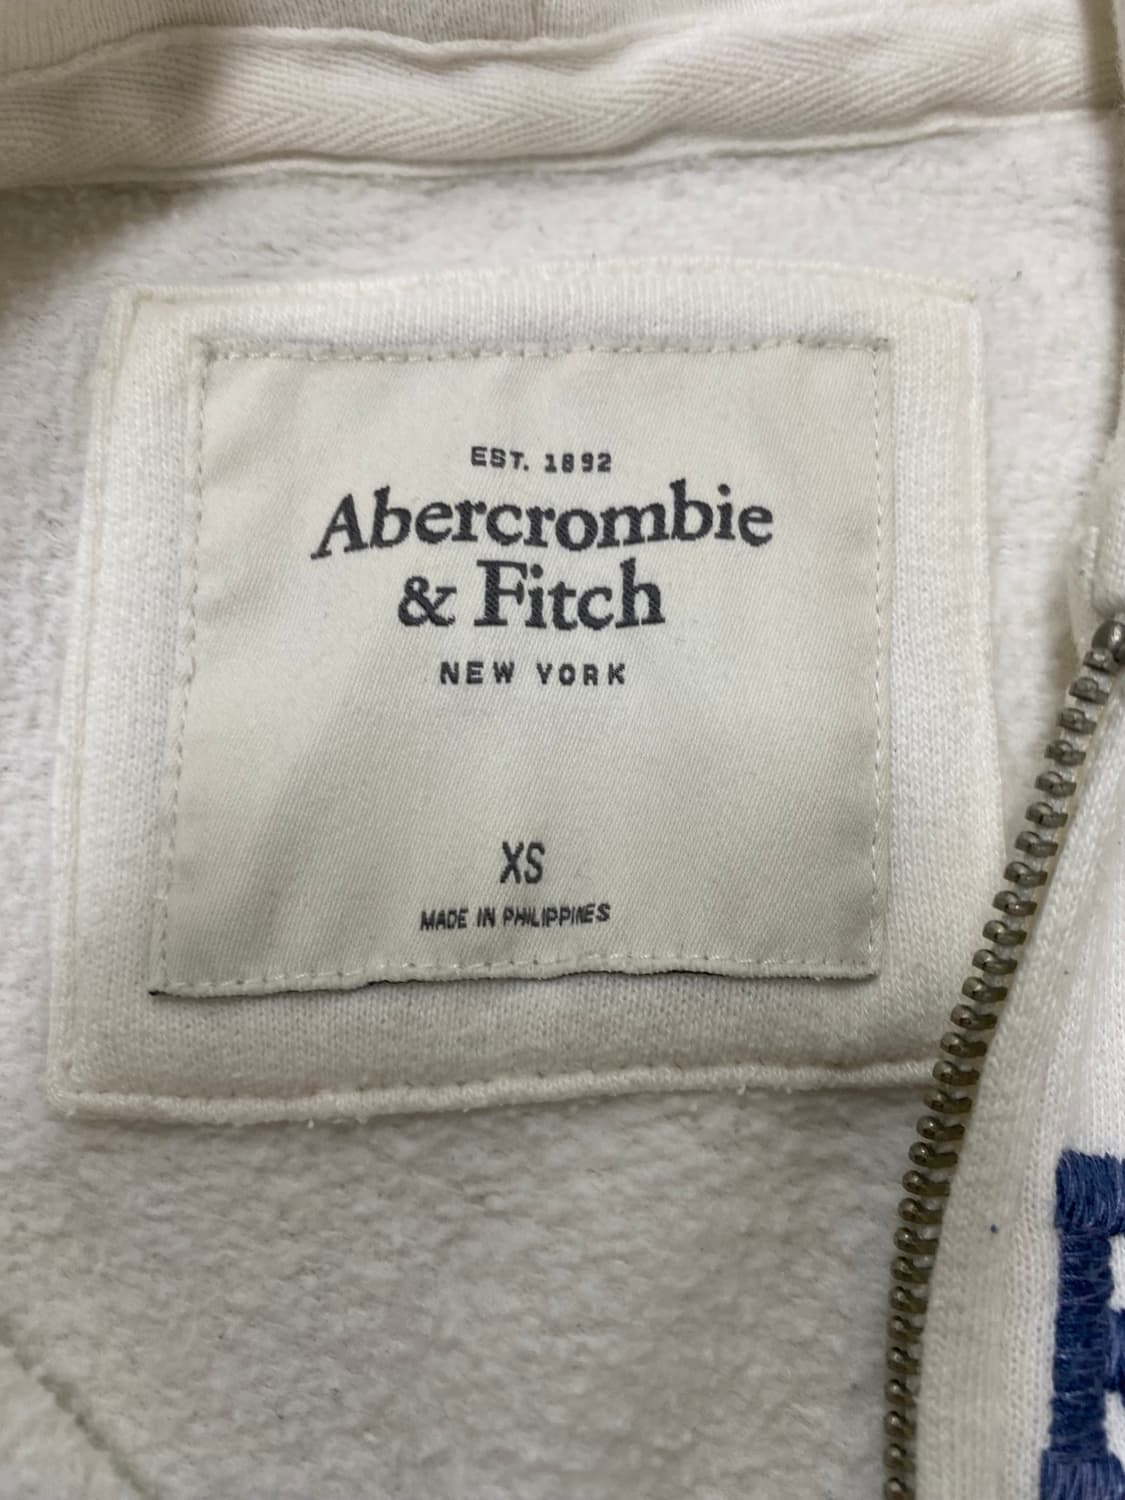 EST. 1892
Abercrombie
& Fitch
NEW YORK
XS
MADE IN PHILIPPINES